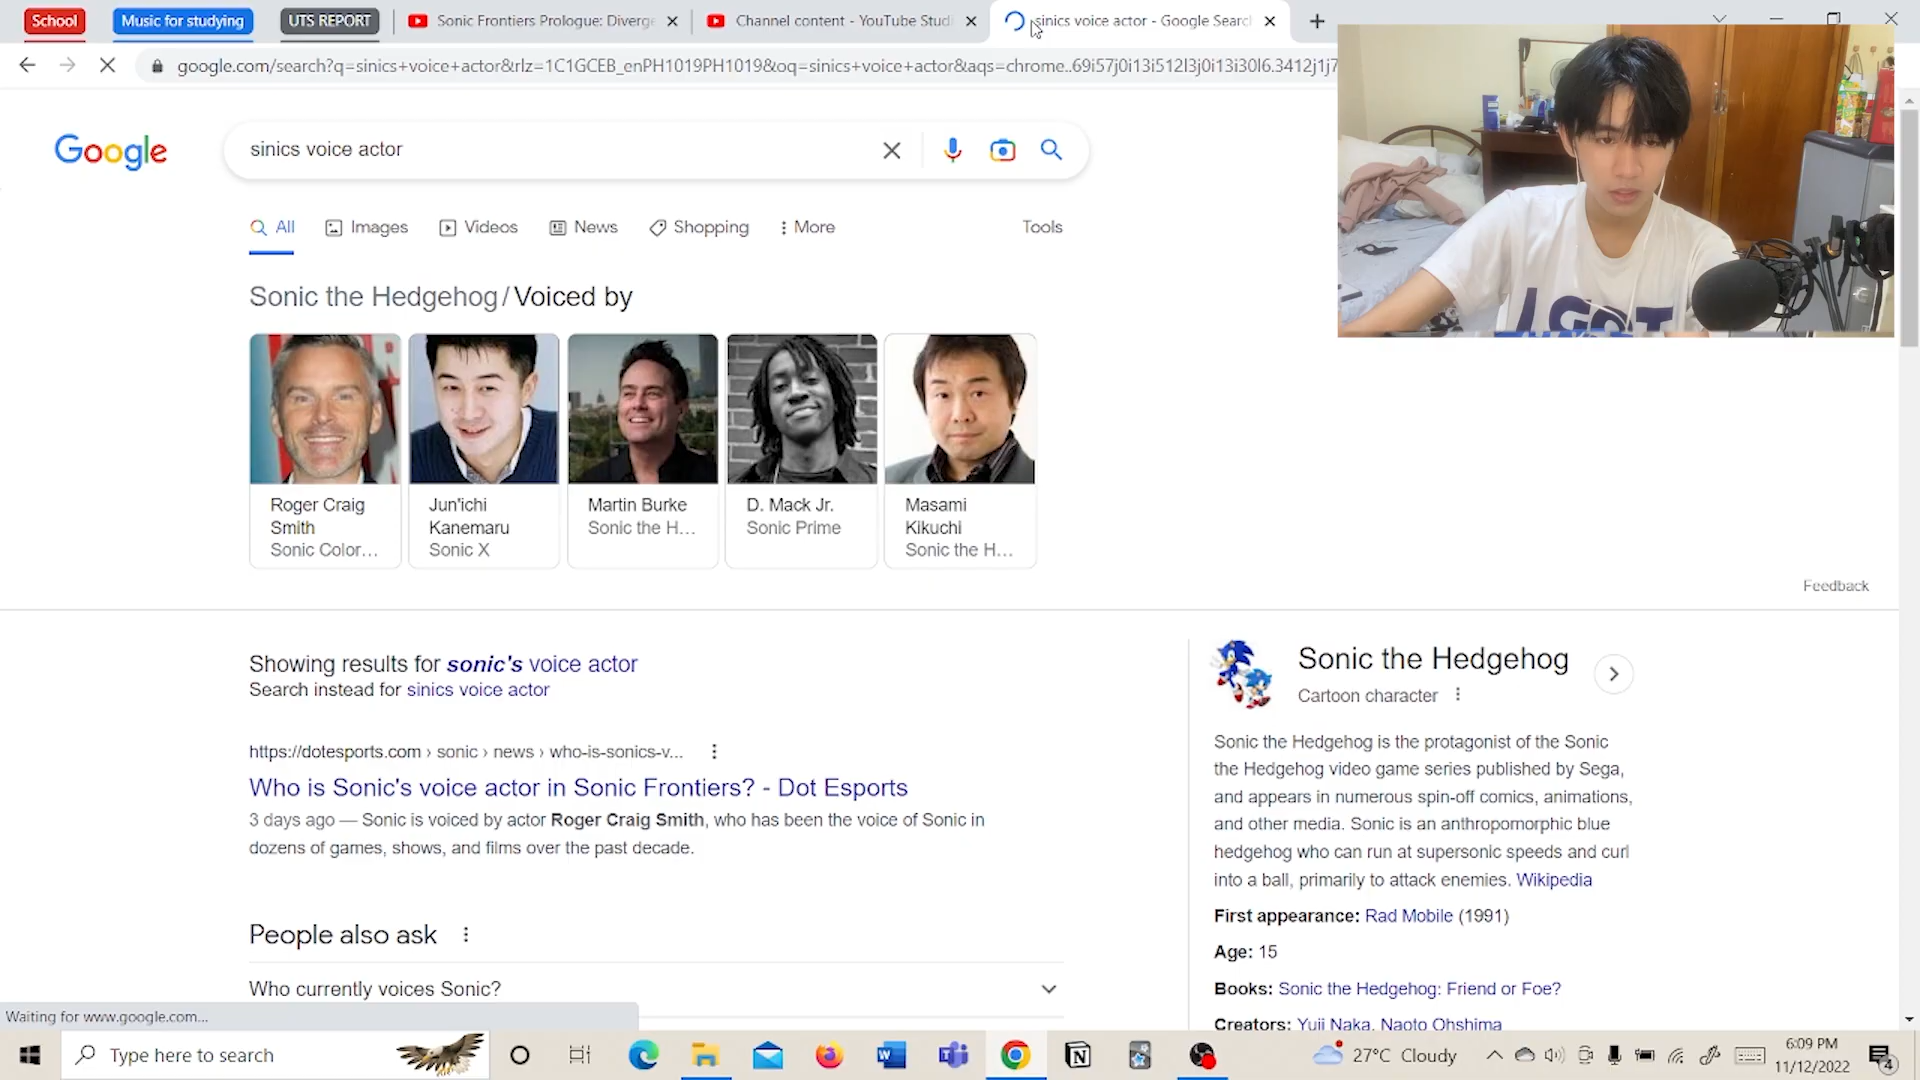 School
Music for studying
UTS REPORT
Sonic Frontiers Prologue: Diverge
Channel content - YouTube Studi
sinics voice actor - Google Search
google.com/search?q=sinics+voice+actor&rlz=1C1GCEB_enPH1019PH1019&oq=sinics+voice+actor&aqs=chrome..69i57j0i13i512l3j0i13i30l6.3412j1j7
Google
sinics voice actor
All
Images
Videos
News
Shopping
More
Tools
Sonic the Hedgehog/Voiced by
Roger Craig
Smith
Sonic Color...
Jun'ichi
Kanemaru
Sonic X
Martin Burke
Sonic the H...
D. Mack Jr.
Sonic Prime
Masami
Kikuchi
Sonic the H...
Feedback
Showing results for sonic's voice actor
Search instead for sinics voice actor
https://dotesports.com › sonic › news › who-is-sonics-v...
Who is Sonic's voice actor in Sonic Frontiers? - Dot Esports
3 days ago — Sonic is voiced by actor Roger Craig Smith, who has been the voice of Sonic in
dozens of games, shows, and films over the past decade.
People also ask
Who currently voices Sonic?
Sonic the Hedgehog
Cartoon character
Sonic the Hedgehog is the protagonist of the Sonic
the Hedgehog video game series published by Sega,
and appears in numerous spin-off comics, animations,
and other media. Sonic is an anthropomorphic blue
hedgehog who can run at supersonic speeds and curl
into a ball, primarily to attack enemies. Wikipedia
First appearance: Rad Mobile (1991)
Age: 15
Books: Sonic the Hedgehog: Friend or Foe?
Creators: Yuji Naka, Naoto Ohshima
Waiting for www.google.com...
Type here to search
27°C Cloudy
6:09 PM
11/12/2022
4